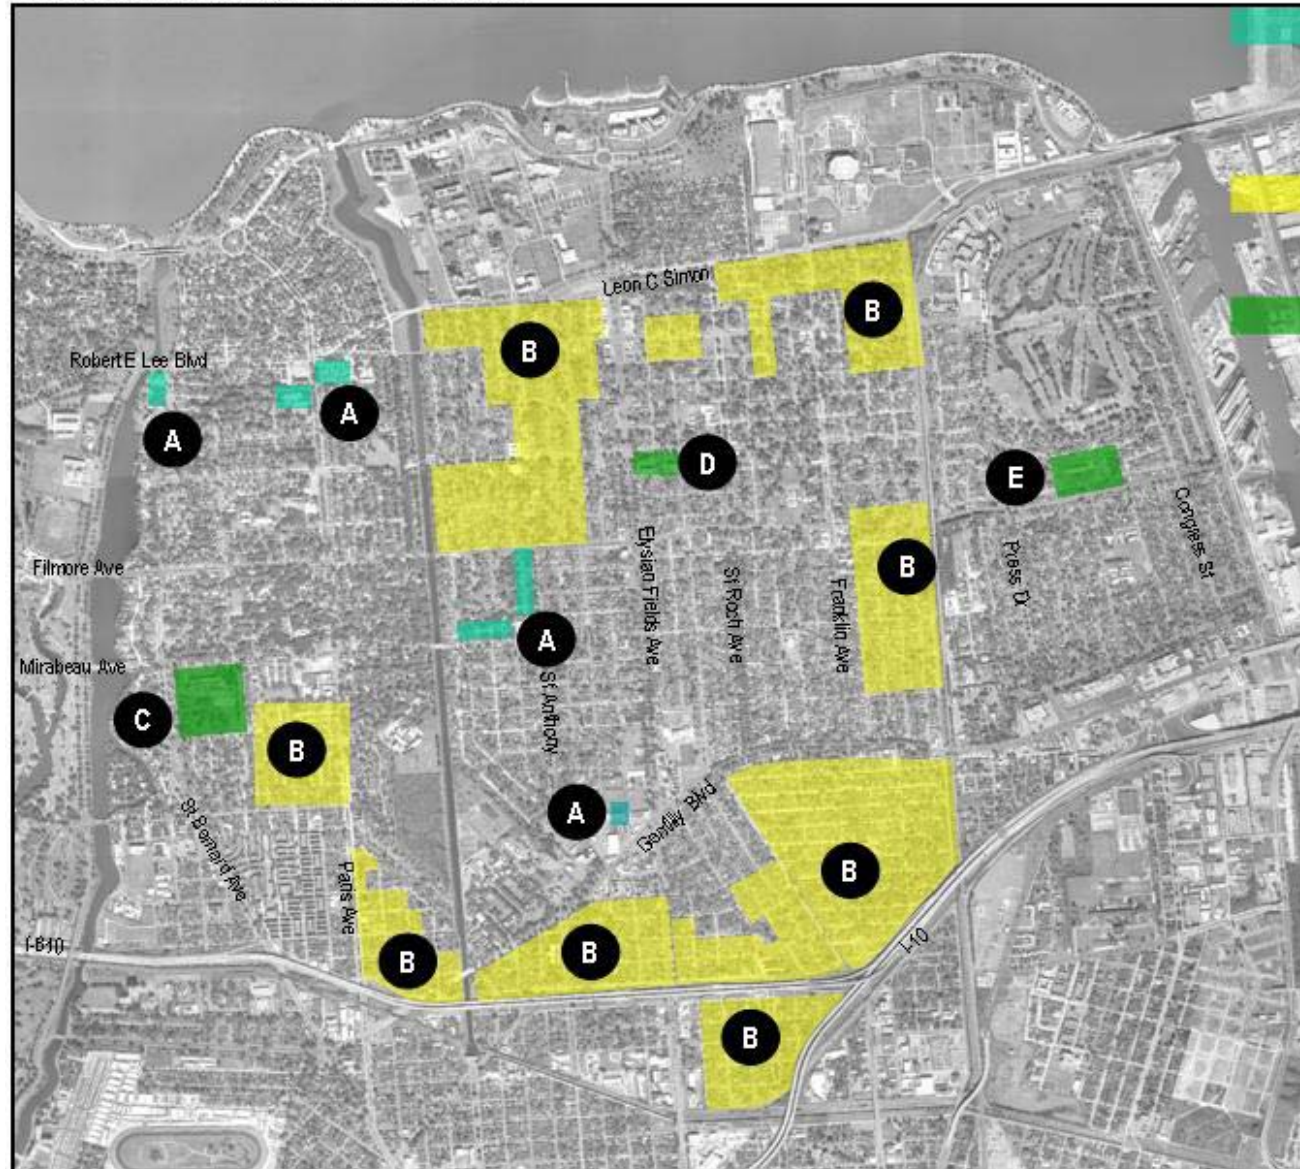 Leon C Simon
B
B
Robert E Lee Blvd
A
A
D
E
Congress St
Elysian Fields Ave
St Roch Ave
Franklin Ave
Press Dr
B
Filmore Ave
A
Mirabeau Ave
St Anthony
C
B
A
Gentilly Blvd
St Bernard Ave
Paris Ave
B
B
B
I-610
I-10
B